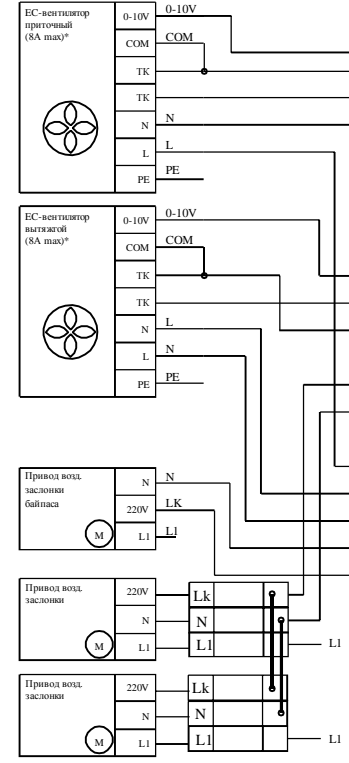 ЕС-вентилятор
приточный
(8A max)*
0-10V 0-10V
COM COM
TK
TK
N N
L L
PE PE
ЕС-вентилятор
вытяжгой
(8A max)*
0-10V 0-10V
COM COM
TK
TK
N L
L N
PE PE
Привод возд.
заслонки
байпаса
N N
220V LK
M L1 L1
Привод возд.
заслонки
220V Lk
N N
M L1 L1 L1
Привод возд.
заслонки
220V Lk
N N
M L1 L1 L1